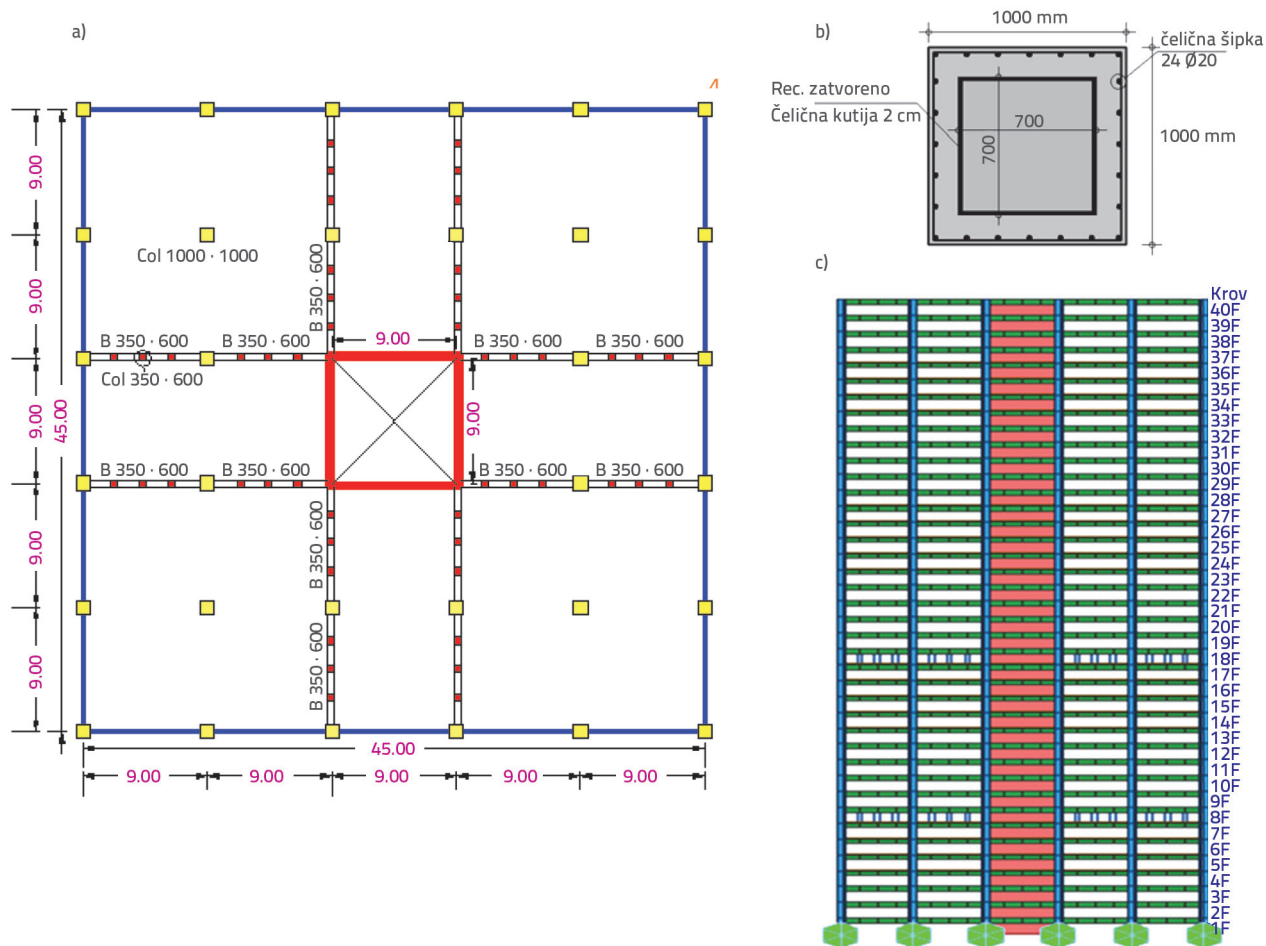 a)
9.00
9.00
9.00
9.00
9.00
45.00
Col 1000 · 1000
B 350 · 600
9.00
B 350 · 600
B 350 · 600
B 350 · 600
B 350 · 600
Col 350 · 600
9.00
B 350 · 600
B 350 · 600
B 350 · 600
B 350 · 600
B 350 · 600
B 350 · 600
45.00
9.00
9.00
9.00
9.00
9.00
b)
1000 mm
čelična šipka
24 Ø20
Rec. zatvoreno
Čelična kutija 2 cm
700
700
1000 mm
c)
Krov
40F
39F
38F
37F
36F
35F
34F
33F
32F
31F
30F
29F
28F
27F
26F
25F
24F
23F
22F
21F
20F
19F
18F
17F
16F
15F
14F
13F
12F
11F
10F
9F
8F
7F
6F
5F
4F
3F
2F
1F